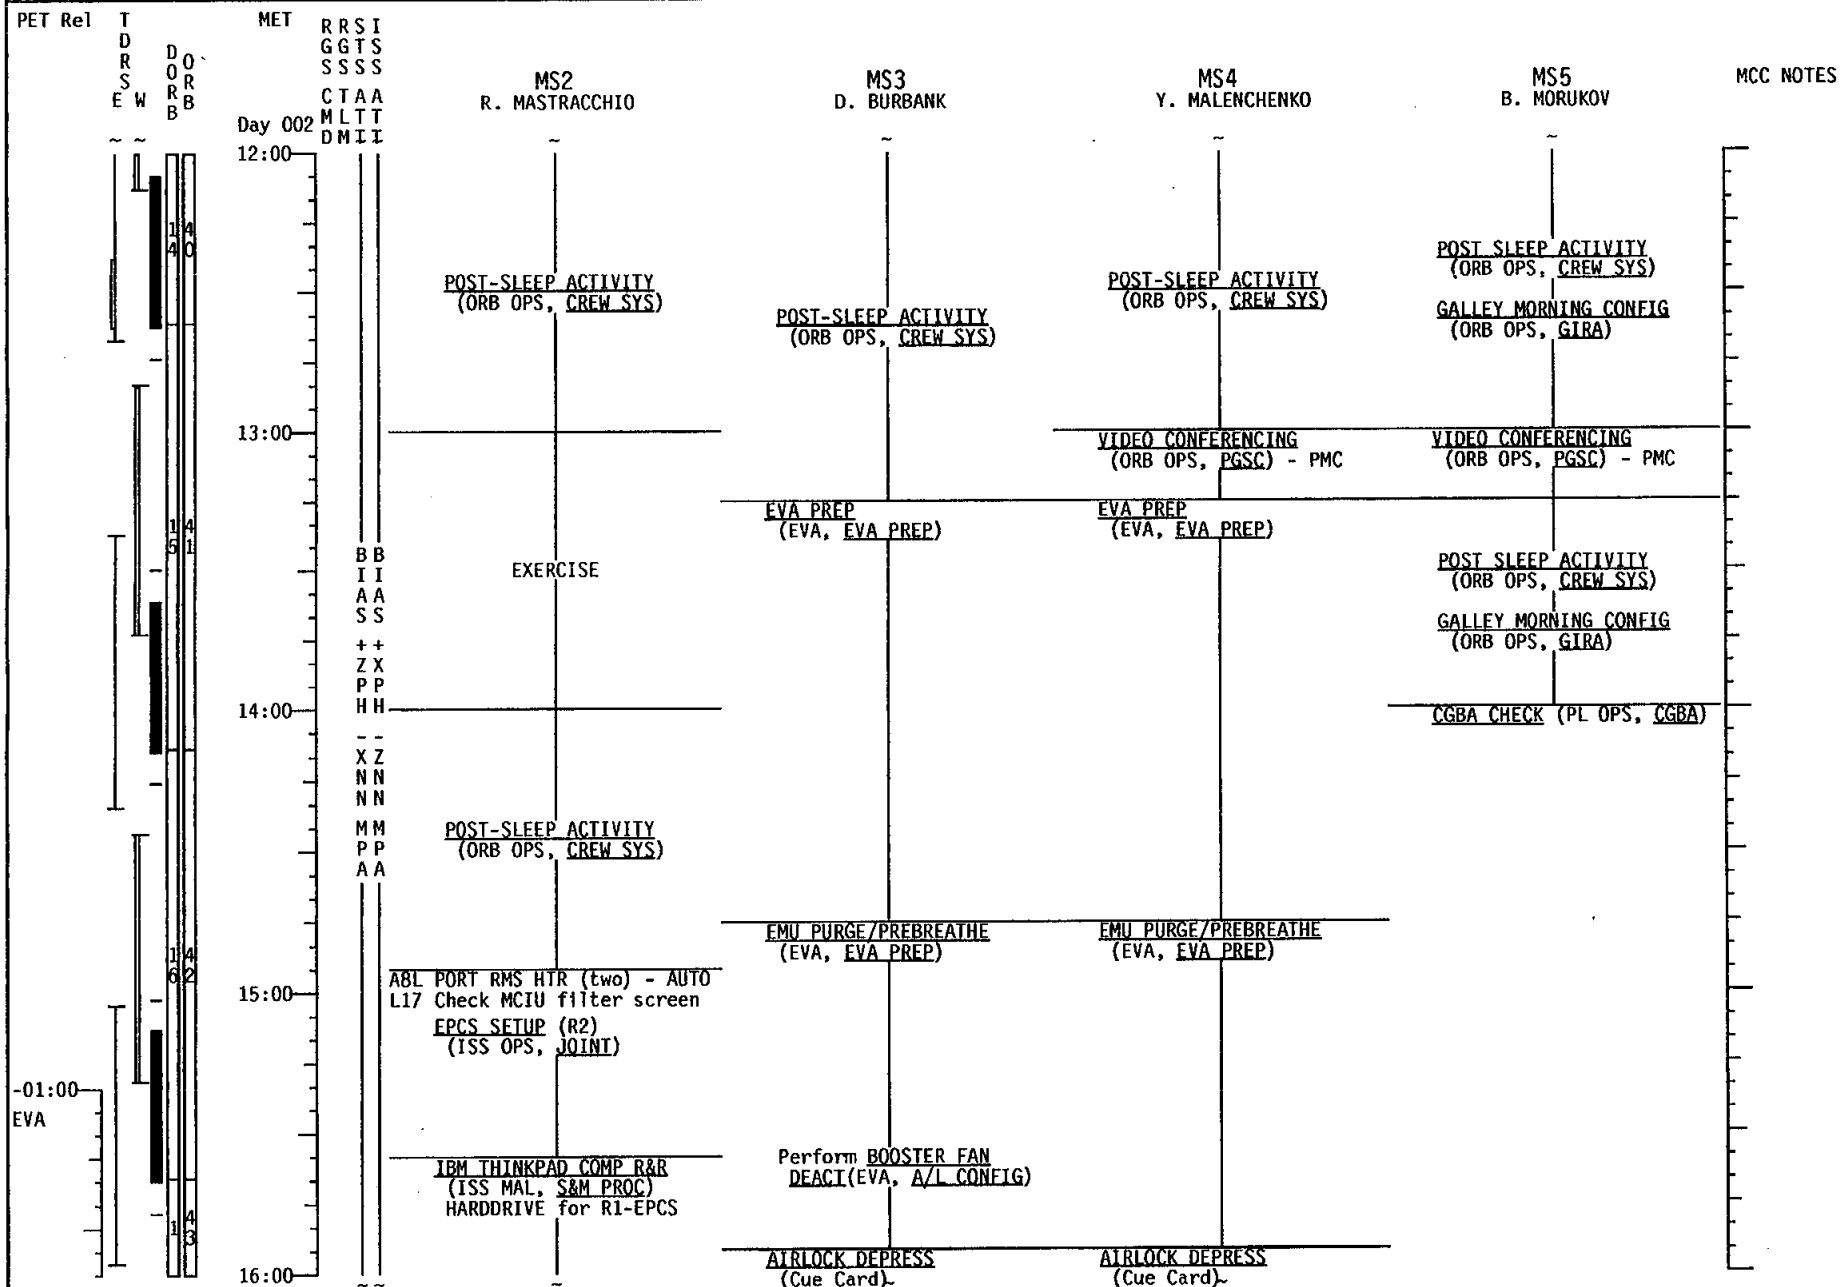 PET Rel
TDRS
E W
DORB
ORB
MET
Day 002
RGS CMD
RGS TLM
STS ATT
ISS ATT
MS2
R. MASTRACCHIO
MS3
D. BURBANK
MS4
Y. MALENCHENKO
MS5
B. MORUKOV
MCC NOTES
12:00
14
40
POST-SLEEP ACTIVITY
(ORB OPS, CREW SYS)
POST-SLEEP ACTIVITY
(ORB OPS, CREW SYS)
POST-SLEEP ACTIVITY
(ORB OPS, CREW SYS)
POST SLEEP ACTIVITY
(ORB OPS, CREW SYS)
GALLEY MORNING CONFIG
(ORB OPS, GIRA)
13:00
VIDEO CONFERENCING
(ORB OPS, PGSC) - PMC
VIDEO CONFERENCING
(ORB OPS, PGSC) - PMC
EVA PREP
(EVA, EVA PREP)
EVA PREP
(EVA, EVA PREP)
15
41
BIAS +ZPH -XNN MPA
BIAS +XPH -ZNN MPA
EXERCISE
POST SLEEP ACTIVITY
(ORB OPS, CREW SYS)
GALLEY MORNING CONFIG
(ORB OPS, GIRA)
14:00
CGBA CHECK (PL OPS, CGBA)
POST-SLEEP ACTIVITY
(ORB OPS, CREW SYS)
EMU PURGE/PREBREATHE
(EVA, EVA PREP)
EMU PURGE/PREBREATHE
(EVA, EVA PREP)
16
42
15:00
A8L PORT RMS HTR (two) - AUTO
L17 Check MCIU filter screen
EPCS SETUP (R2)
(ISS OPS, JOINT)
-01:00
EVA
IBM THINKPAD COMP R&R
(ISS MAL, S&M PROC)
HARDDRIVE for R1-EPCS
Perform BOOSTER FAN
DEACT(EVA, A/L CONFIG)
1
43
16:00
AIRLOCK DEPRESS
(Cue Card)
AIRLOCK DEPRESS
(Cue Card)